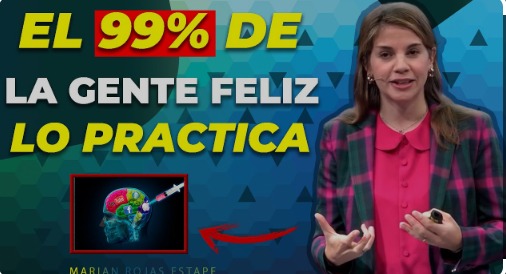 EL 99% DE
LA GENTE FELIZ
LO PRACTICA
MARIAN ROJAS ESTAPE